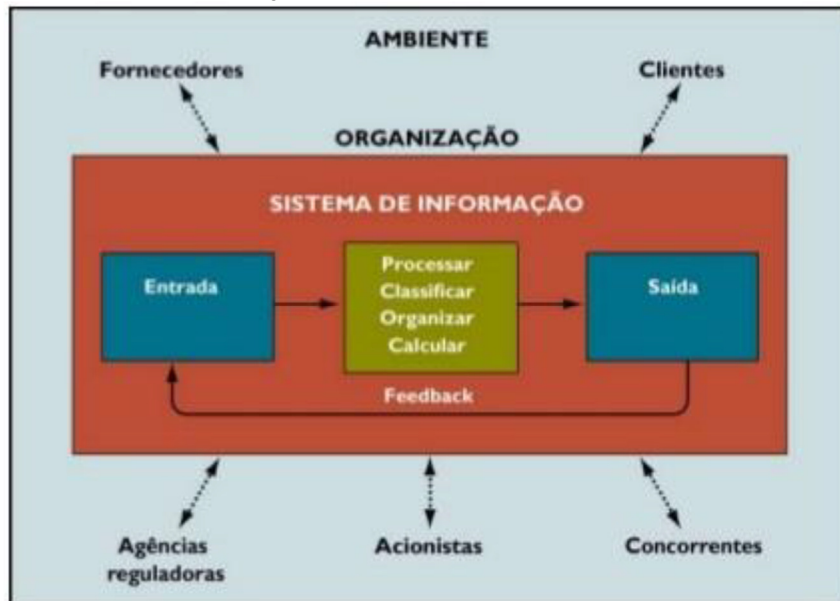 AMBIENTE
Fornecedores
Clientes
ORGANIZAÇÃO
SISTEMA DE INFORMAÇÃO
Entrada
Processar
Classificar
Organizar
Calcular
Saída
Feedback
Agências
reguladoras
Acionistas
Concorrentes